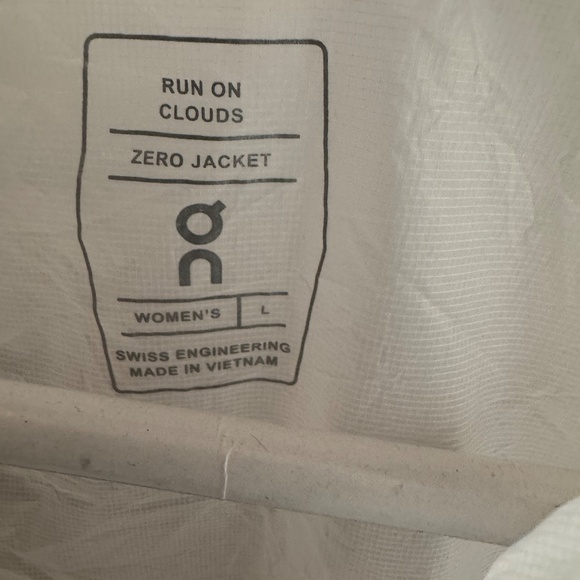 RUN ON
CLOUDS
ZERO JACKET
WOMEN'S L
SWISS ENGINEERING
MADE IN VIETNAM